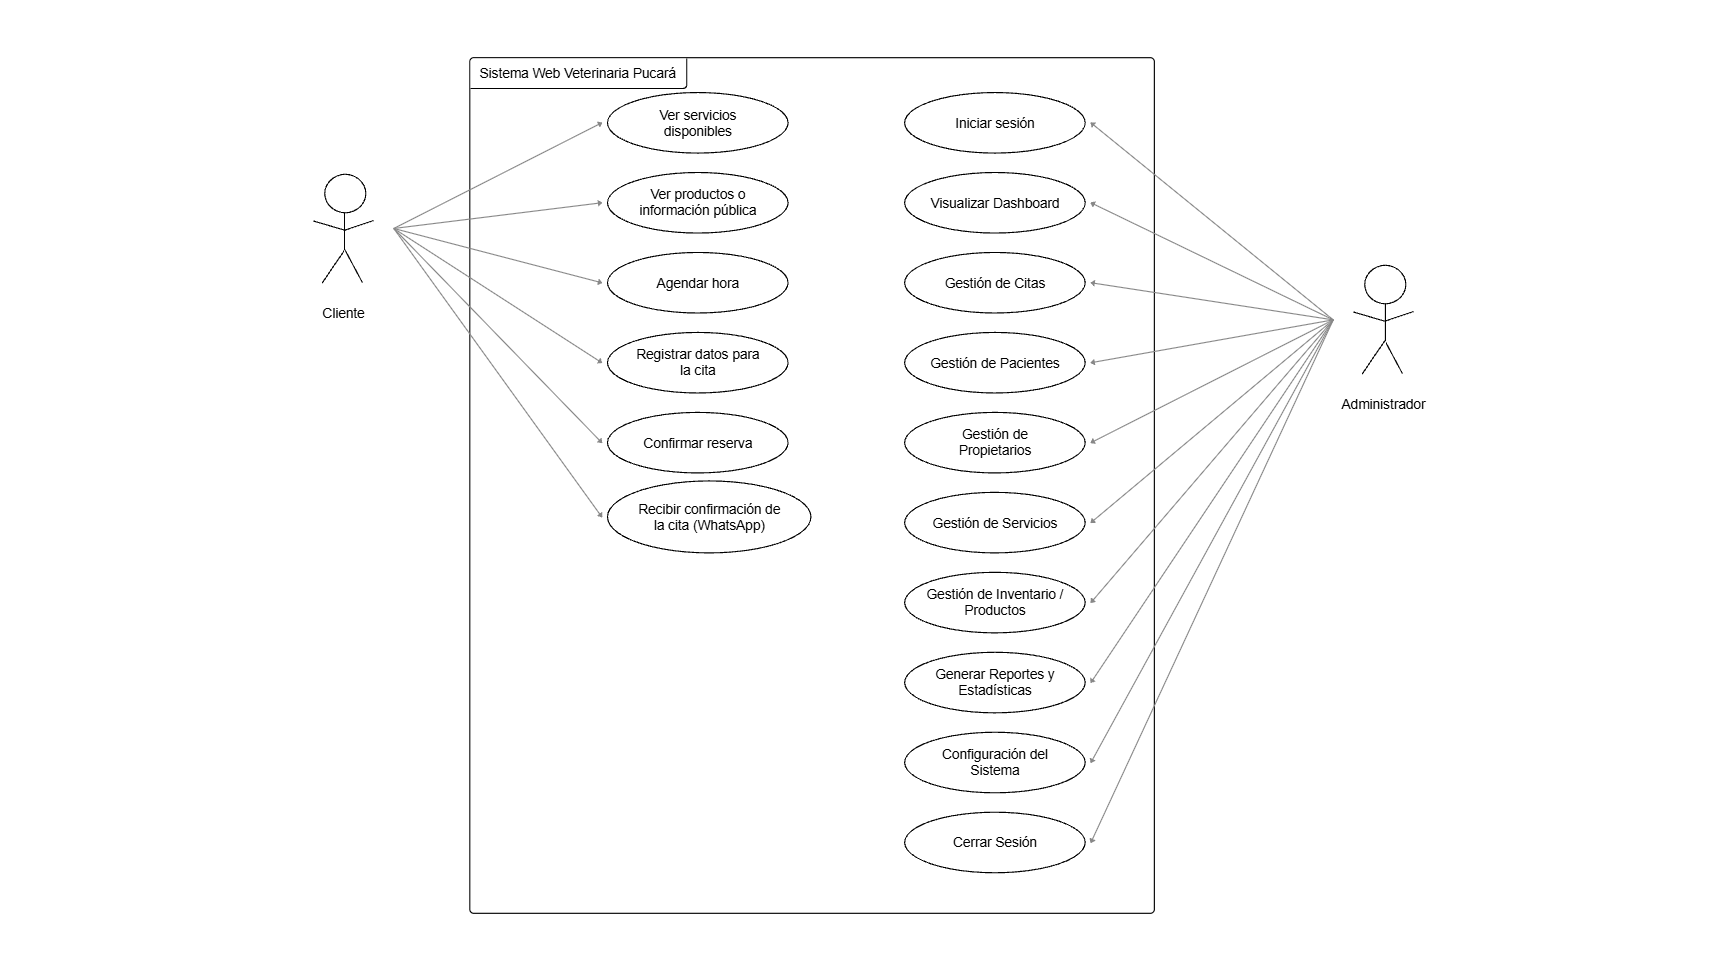 Sistema Web Veterinaria Pucará
Ver servicios
disponibles
Ver productos o
información pública
Agendar hora
Registrar datos para
la cita
Confirmar reserva
Recibir confirmación de
la cita (WhatsApp)
Cliente
Iniciar sesión
Visualizar Dashboard
Gestión de Citas
Gestión de Pacientes
Gestión de
Propietarios
Gestión de Servicios
Gestión de Inventario /
Productos
Generar Reportes y
Estadísticas
Configuración del
Sistema
Cerrar Sesión
Administrador